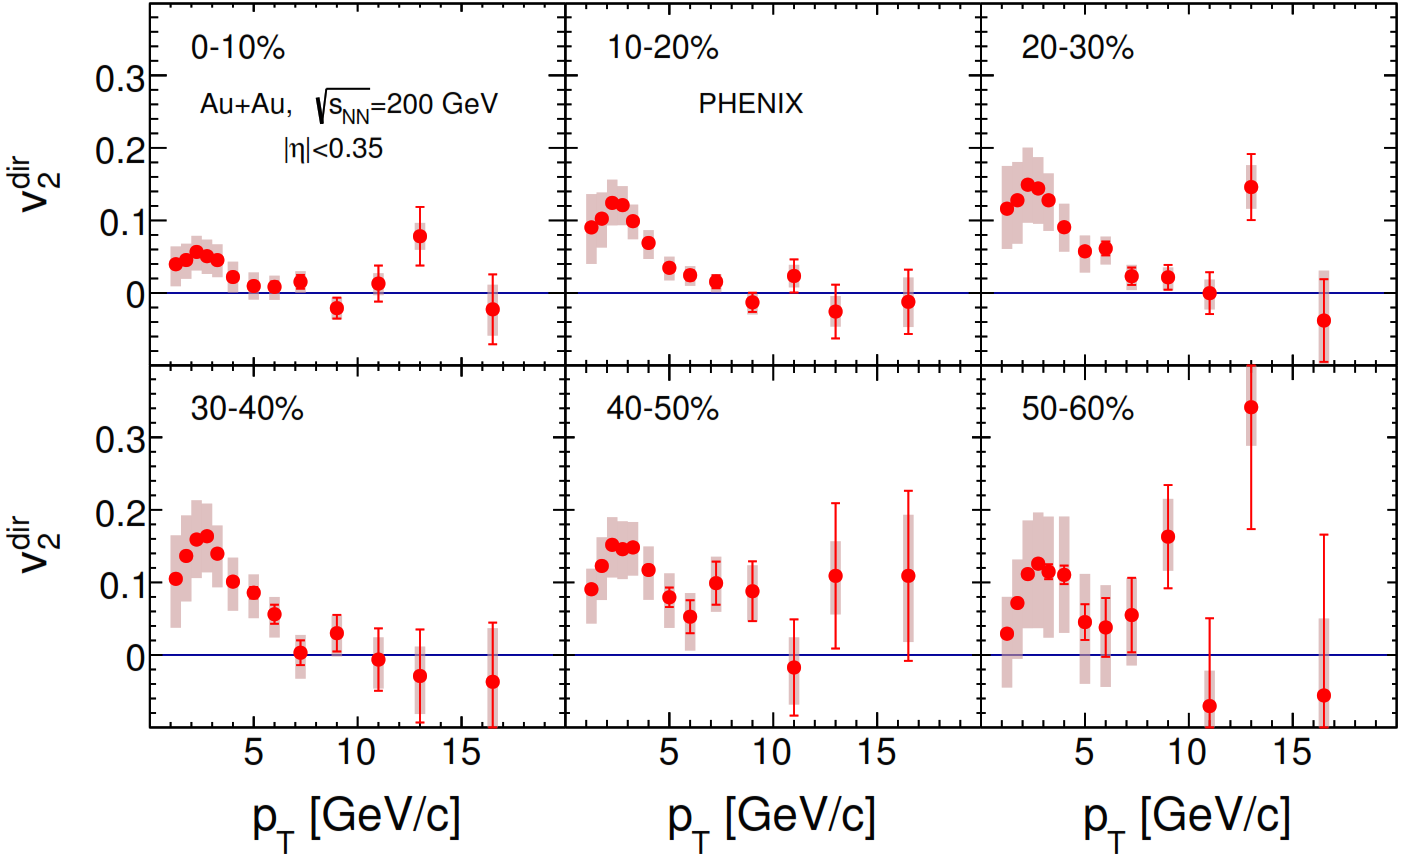 0-10%
10-20%
20-30%
0.3
Au+Au, √sNN=200 GeV
PHENIX
|η|<0.35
0.2
v2dir
0.1
0
30-40%
40-50%
50-60%
0.3
0.2
v2dir
0.1
0
5 10 15
5 10 15
5 10 15
pT [GeV/c]
pT [GeV/c]
pT [GeV/c]